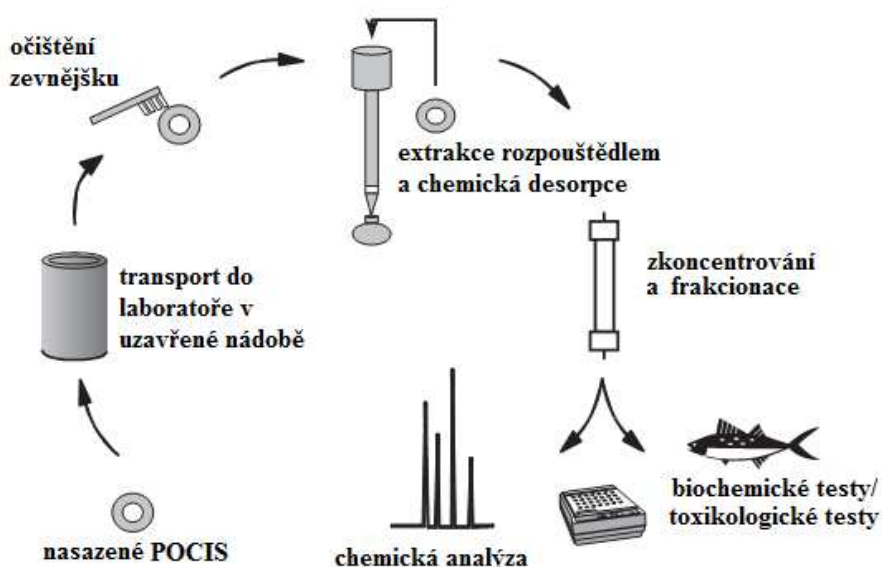 očištění
zevnějšku
extrakce rozpouštědlem
a chemická desorpce
transport do
laboratoře v
uzavřené nádobě
zkoncentrování
a frakcionace
nasazené POCIS
chemická analýza
biochemické testy/
toxikologické testy